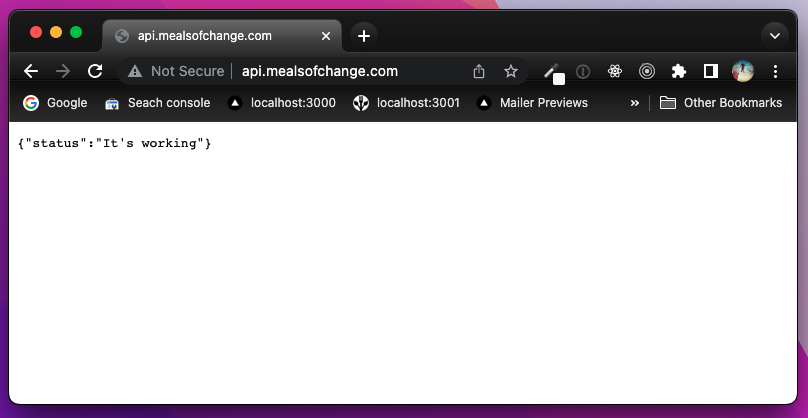 api.mealsofchange.com
Not Secure api.mealsofchange.com
Google Seach console localhost:3000 localhost:3001 Mailer Previews » Other Bookmarks
{"status":"It's working"}